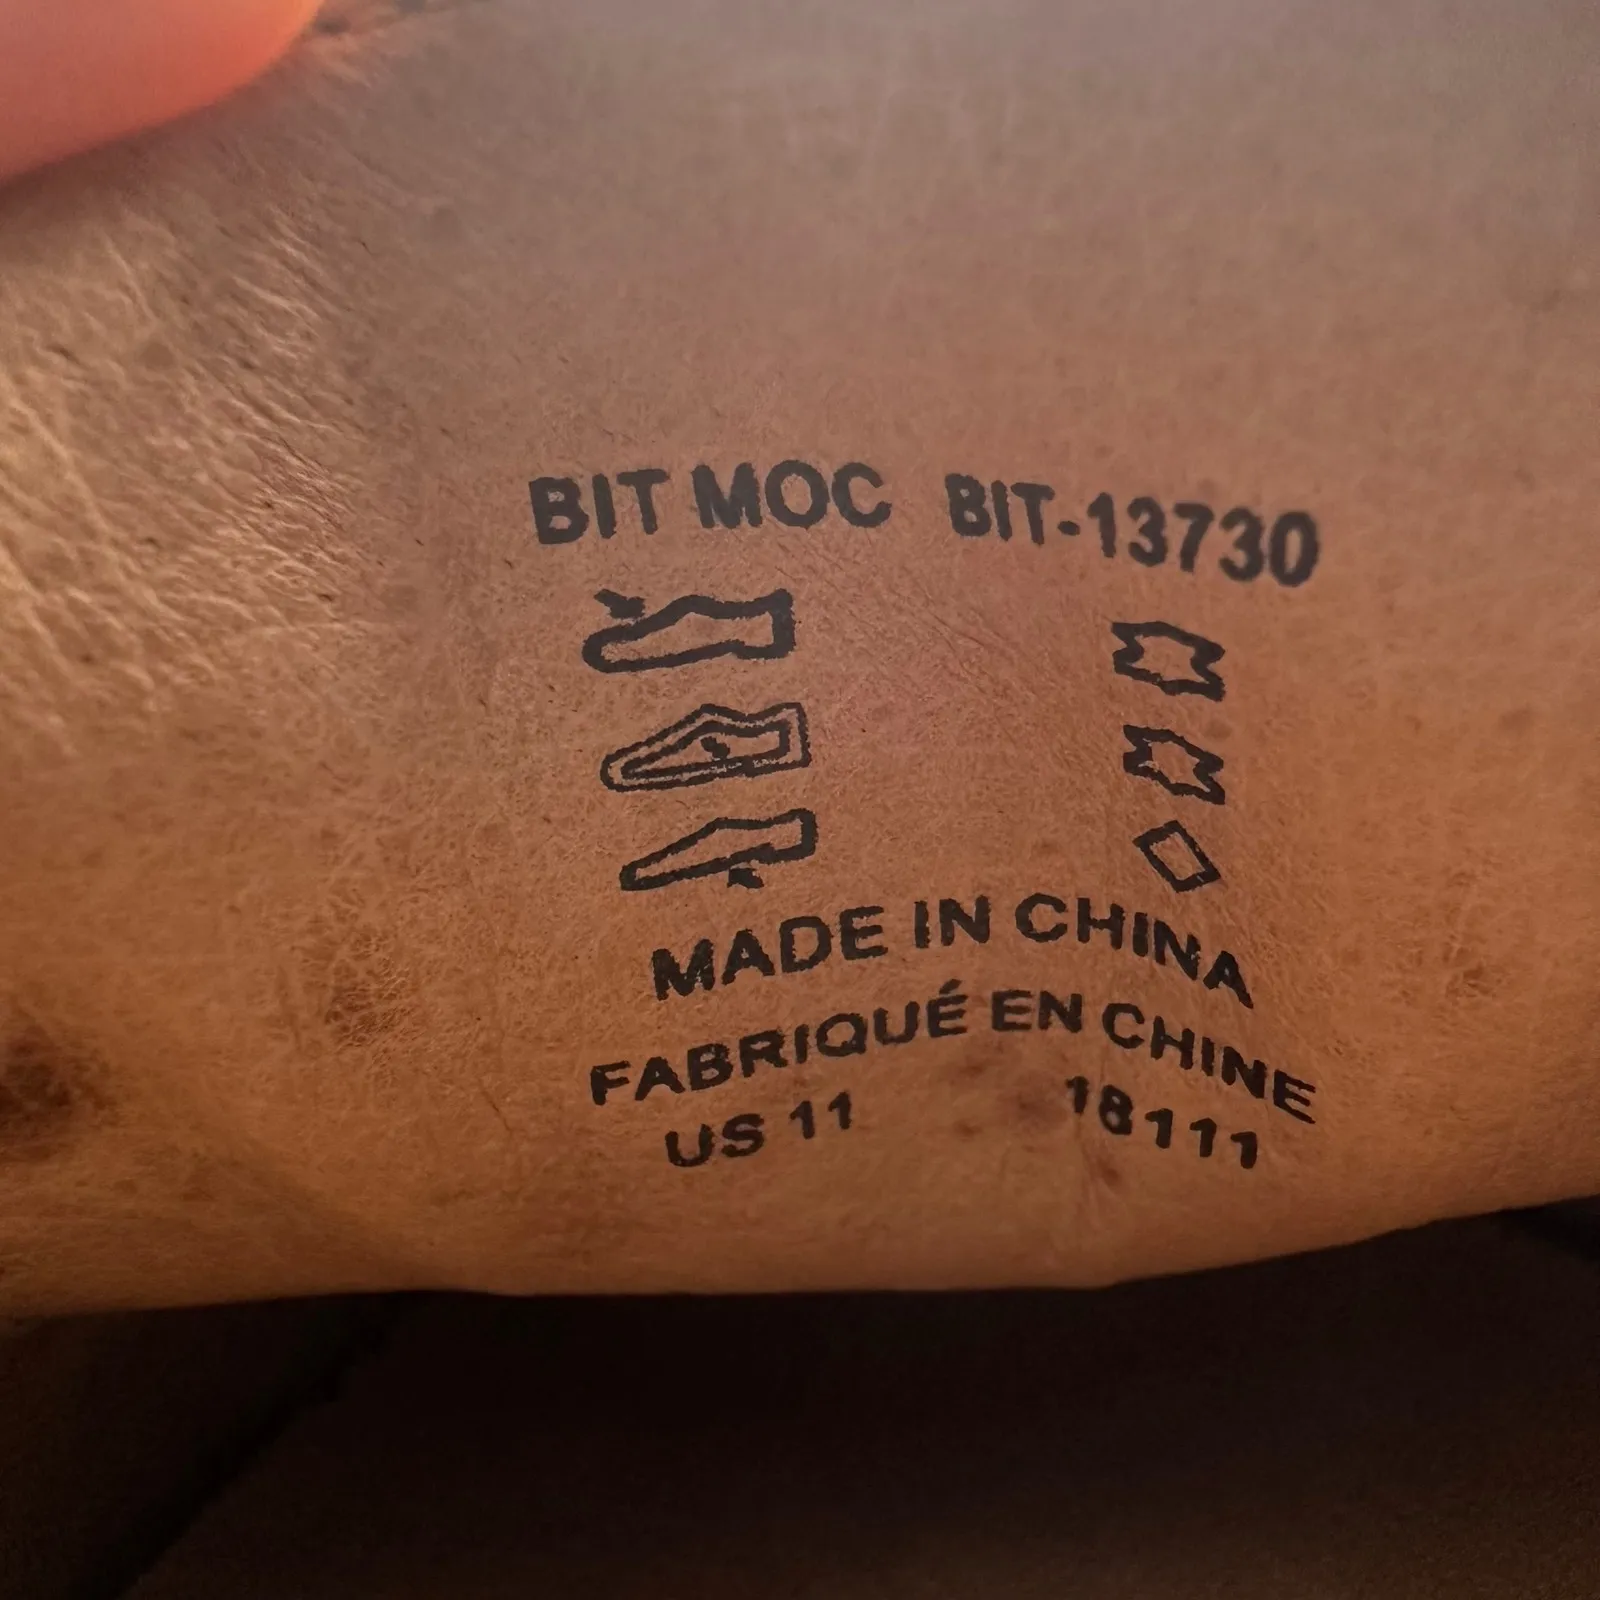 BIT MOC BIT-13730
MADE IN CHINA
FABRIQUÉ EN CHINE
US 11 18111